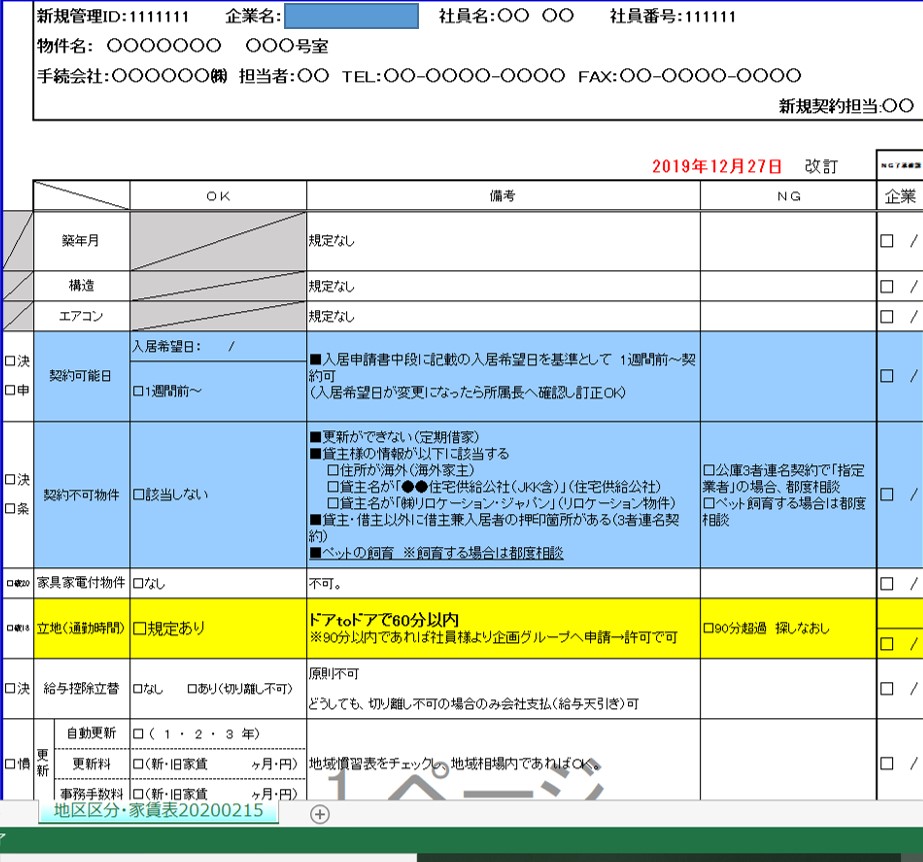 新規管理ID:1111111 企業名: 社員名:〇〇 〇〇 社員番号:111111
物件名: 〇〇〇〇〇〇〇 〇〇〇号室
手続会社:〇〇〇〇〇〇㈱ 担当者:〇〇 TEL:〇〇-〇〇〇〇-〇〇〇〇 FAX:〇〇-〇〇〇〇-〇〇〇〇
新規契約担当:〇〇
2019年12月27日 改訂
OK 備考 NG 企業
築年月 規定なし □ /
構造 規定なし □ /
エアコン 規定なし □ /
□決
□申
契約可能日
入居希望日: /
□1週間前~
■入居申請書中段に記載の入居希望日を基準として 1週間前~契
約可
(入居希望日が変更になったら所属長へ確認し訂正OK)
□ /
□決
□条
契約不可物件 □該当しない
■更新ができない(定期借家)
■貸主様の情報が以下に該当する
□住所が海外(海外家主)
□貸主名が「●●住宅供給公社(JKK含)」(住宅供給公社)
□貸主名が「㈱リロケーション・ジャパン」(リロケーション物件)
■貸主・借主以外に借主兼入居者の押印箇所がある(3者連名契
約)
■ペットの飼育 ※飼育する場合は都度相談
□公庫3者連名契約で「指定
業者」の場合、都度相談
□ペット飼育する場合は都度
相談
□ /
家具家電付物件 □なし 不可。 □ /
立地(通勤時間) □規定あり
ドアtoドアで60分以内
※90分以内であれば社員様より企画グループへ申請→許可で可
□90分超過 探しなおし
□ /
□決 給与控除立替 □なし □あり(切り離し不可)
原則不可
どうしても、切り離し不可の場合のみ会社支払(給与天引き)可
□ /
□慣 更新
自動更新 □( 1 ・ 2 ・ 3 年)
更新料 □(新・旧家賃 ヶ月・円) 地域慣習表をチェックし、地域相場内であればOK。 □ /
事務手数料 □(新・旧家賃 ヶ月・円)
1 ページ
地区区分・家賃表20200215